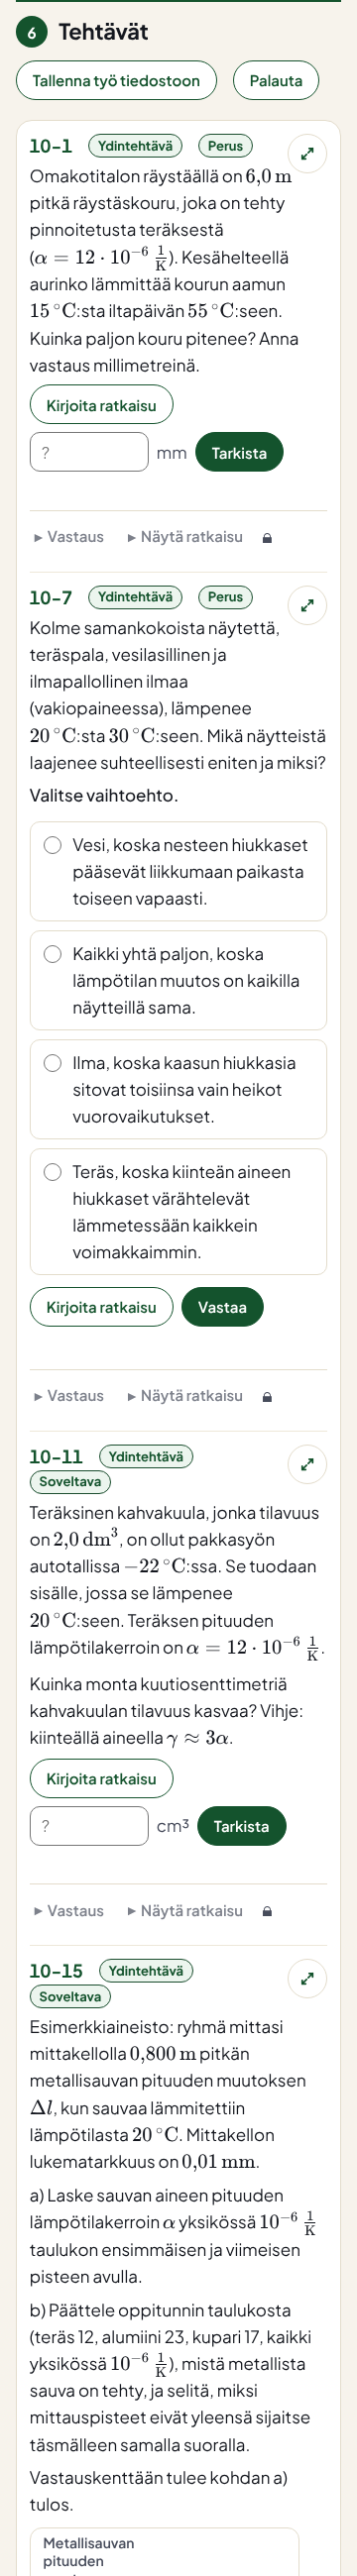 6 Tehtävät
Tallenna työ tiedostoon Palauta
10-1 Ydintehtävä Perus
Omakotitalon räystäällä on 6,0 m
pitkä räystäskouru, joka on tehty
pinnoitetusta teräksestä
(α = 12 · 10⁻⁶ 1/K). Kesähelteellä
aurinko lämmittää kourun aamun
15 °C:sta iltapäivän 55 °C:seen.
Kuinka paljon kouru pitenee? Anna
vastaus millimetreinä.
Kirjoita ratkaisu
? mm Tarkista
▸ Vastaus ▸ Näytä ratkaisu
10-7 Ydintehtävä Perus
Kolme samankokoista näytettä,
teräspala, vesilasillinen ja
ilmapallollinen ilmaa
(vakiopaineessa), lämpenee
20 °C:sta 30 °C:seen. Mikä näytteistä
laajenee suhteellisesti eniten ja miksi?
Valitse vaihtoehto.
Vesi, koska nesteen hiukkaset
pääsevät liikkumaan paikasta
toiseen vapaasti.
Kaikki yhtä paljon, koska
lämpötilan muutos on kaikilla
näytteillä sama.
Ilma, koska kaasun hiukkasia
sitovat toisiinsa vain heikot
vuorovaikutukset.
Teräs, koska kiinteän aineen
hiukkaset värähtelevät
lämmetessään kaikkein
voimakkaimmin.
Kirjoita ratkaisu Vastaa
▸ Vastaus ▸ Näytä ratkaisu
10-11 Ydintehtävä
Soveltava
Teräksinen kahvakuula, jonka tilavuus
on 2,0 dm³, on ollut pakkasyön
autotallissa −22 °C:ssa. Se tuodaan
sisälle, jossa se lämpenee
20 °C:seen. Teräksen pituuden
lämpötilakerroin on α = 12 · 10⁻⁶ 1/K.
Kuinka monta kuutiosenttimetriä
kahvakuulan tilavuus kasvaa? Vihje:
kiinteällä aineella γ ≈ 3α.
Kirjoita ratkaisu
? cm³ Tarkista
▸ Vastaus ▸ Näytä ratkaisu
10-15 Ydintehtävä
Soveltava
Esimerkkiaineisto: ryhmä mittasi
mittakellolla 0,800 m pitkän
metallisauvan pituuden muutoksen
Δl, kun sauvaa lämmitettiin
lämpötilasta 20 °C. Mittakellon
lukematarkkuus on 0,01 mm.
a) Laske sauvan aineen pituuden
lämpötilakerroin α yksikössä 10⁻⁶ 1/K
taulukon ensimmäisen ja viimeisen
pisteen avulla.
b) Päättele oppitunnin taulukosta
(teräs 12, alumiini 23, kupari 17, kaikki
yksikössä 10⁻⁶ 1/K), mistä metallista
sauva on tehty, ja selitä, miksi
mittauspisteet eivät yleensä sijaitse
täsmälleen samalla suoralla.
Vastauskenttään tulee kohdan a)
tulos.
Metallisauvan
pituuden